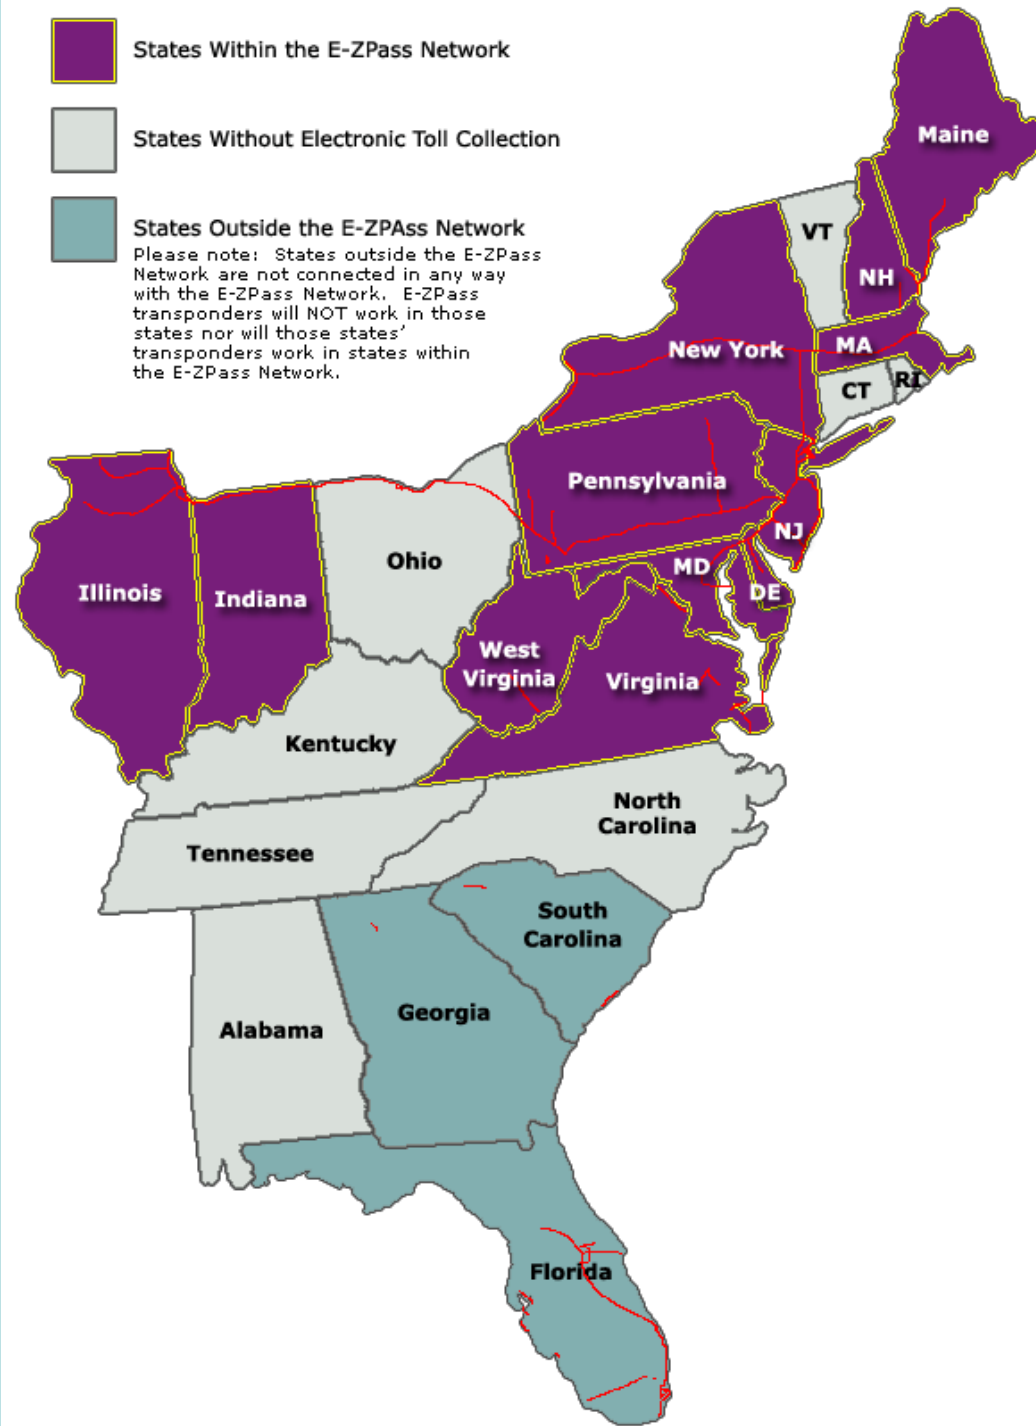 States Within the E-ZPass Network
States Without Electronic Toll Collection
States Outside the E-ZPAss Network
Please note:  States outside the E-ZPass
Network are not connected in any way
with the E-ZPass Network.  E-ZPass
transponders will NOT work in those
states nor will those states’
transponders work in states within
the E-ZPass Network.
Maine
VT
NH
New York
MA
CT
RI
Pennsylvania
NJ
Ohio
MD
Illinois
Indiana
DE
West
Virginia
Virginia
Kentucky
North
Carolina
Tennessee
South
Carolina
Georgia
Alabama
Florida